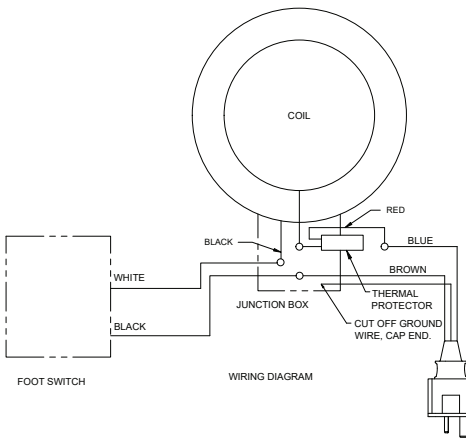 COIL
RED
BLACK
BLUE
WHITE
BROWN
JUNCTION BOX
THERMAL
PROTECTOR
BLACK
CUT OFF GROUND
WIRE, CAP END.
FOOT SWITCH
WIRING DIAGRAM